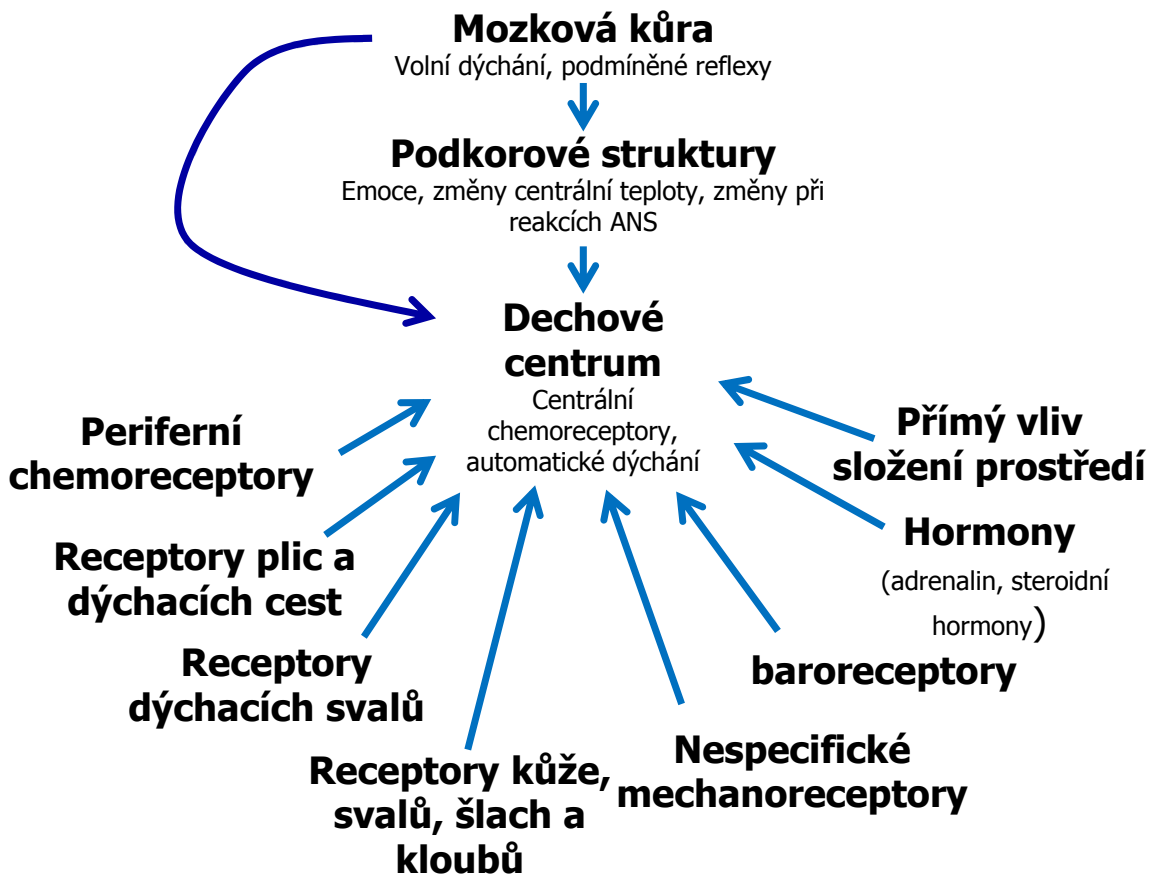 Mozková kůra
Volní dýchání, podmíněné reflexy
Podkorové struktury
Emoce, změny centrální teploty, změny při
reakcích ANS
Dechové
centrum
Centrální
chemoreceptory,
automatické dýchání
Periferní
chemoreceptory
Receptory plic a
dýchacích cest
Receptory
dýchacích svalů
Receptory kůže,
svalů, šlach a
kloubů
Nespecifické
mechanoreceptory
baroreceptory
Hormony
(adrenalin, steroidní
hormony)
Přímý vliv
složení prostředí